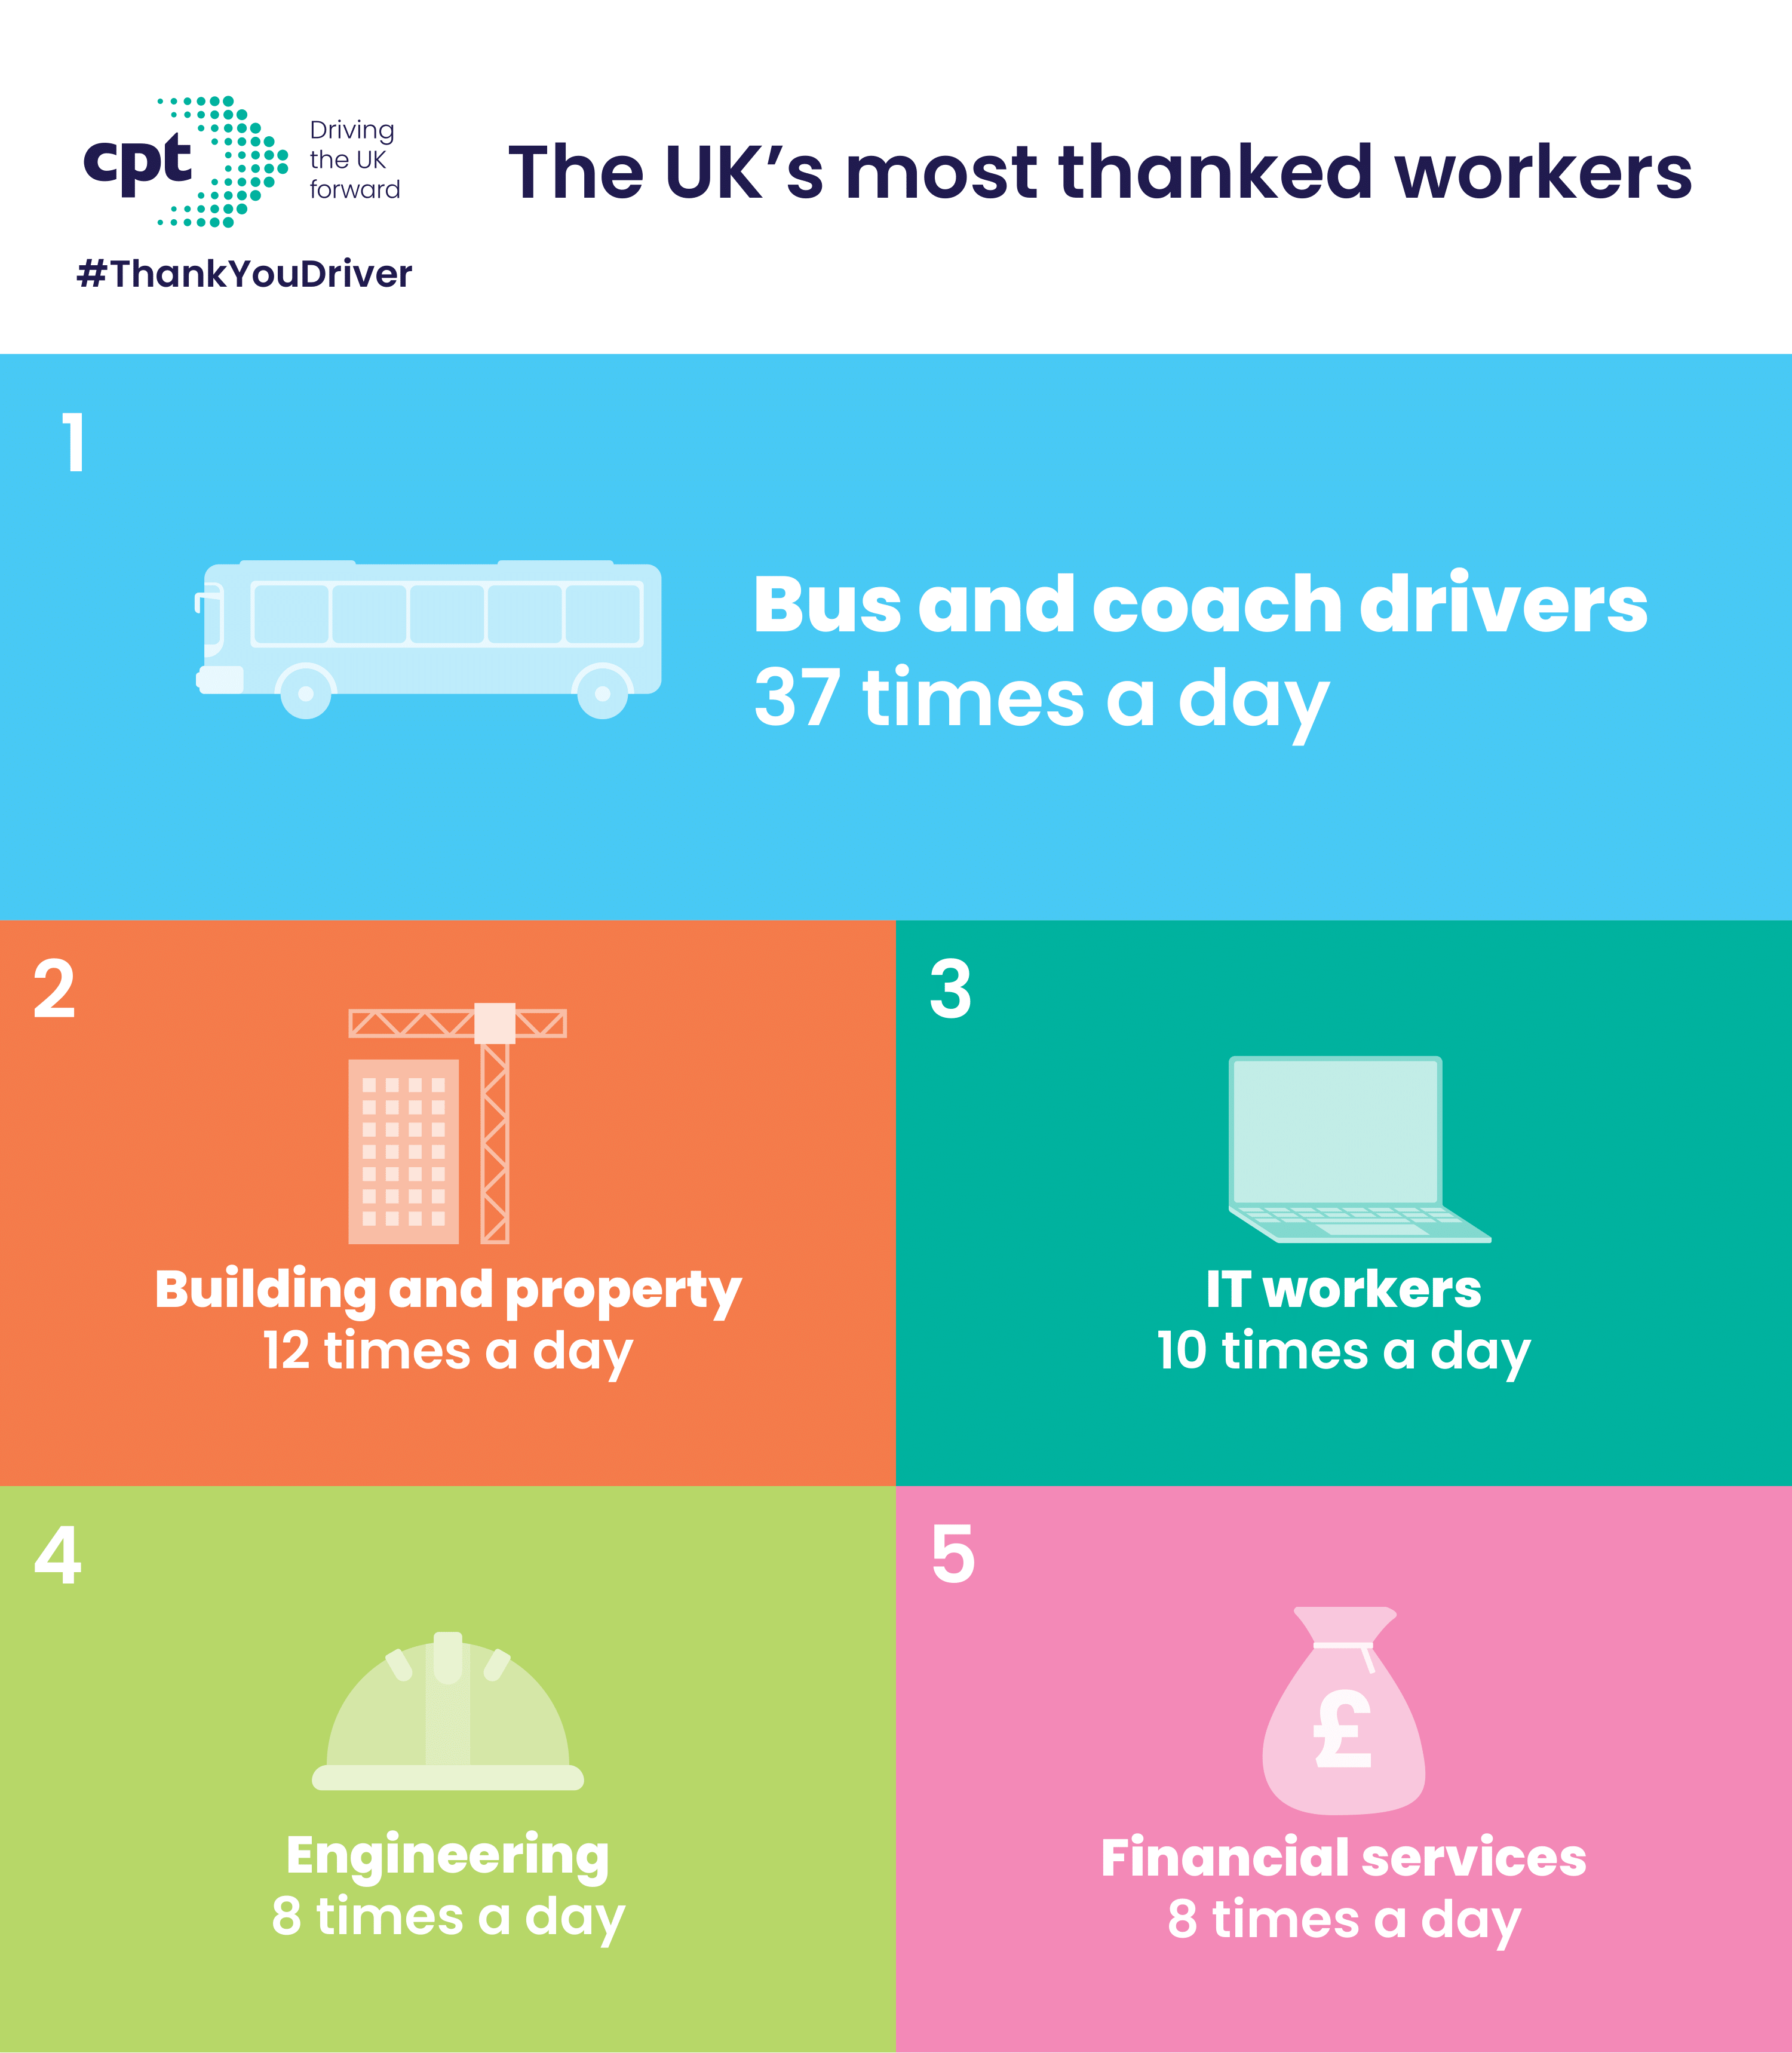 cpt
Driving
the UK
forward
#ThankYouDriver
The UK’s most thanked workers
1
Bus and coach drivers
37 times a day
2
Building and property
12 times a day
3
IT workers
10 times a day
4
Engineering
8 times a day
5
£
Financial services
8 times a day